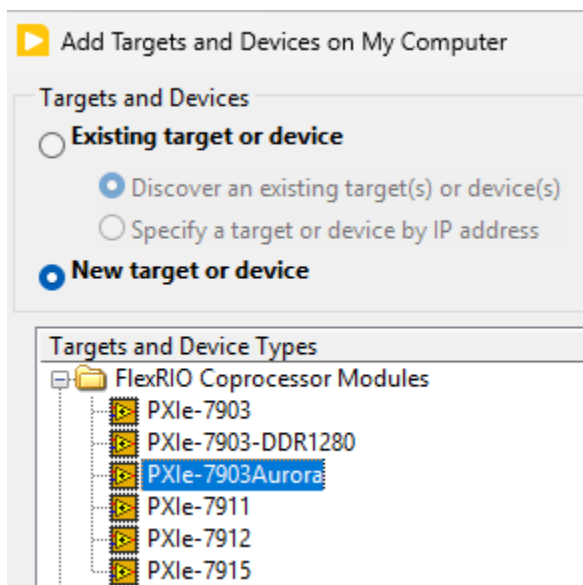 Add Targets and Devices on My Computer
Targets and Devices
Existing target or device
Discover an existing target(s) or device(s)
Specify a target or device by IP address
New target or device
Targets and Device Types
FlexRIO Coprocessor Modules
PXIe-7903
PXIe-7903-DDR1280
PXIe-7903Aurora
PXIe-7911
PXIe-7912
PXIe-7915